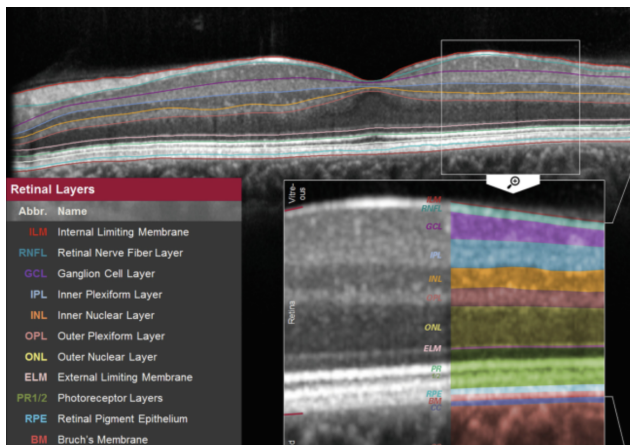 Retinal Layers
Abbr. Name
ILM Internal Limiting Membrane
RNFL Retinal Nerve Fiber Layer
GCL Ganglion Cell Layer
IPL Inner Plexiform Layer
INL Inner Nuclear Layer
OPL Outer Plexiform Layer
ONL Outer Nuclear Layer
ELM External Limiting Membrane
PR1/2 Photoreceptor Layers
RPE Retinal Pigment Epithelium
BM Bruch's Membrane
Vitre-
ous
Retina
ILM
RNFL
GCL
IPL
INL
ONL
ELM
PR
RPE
BM